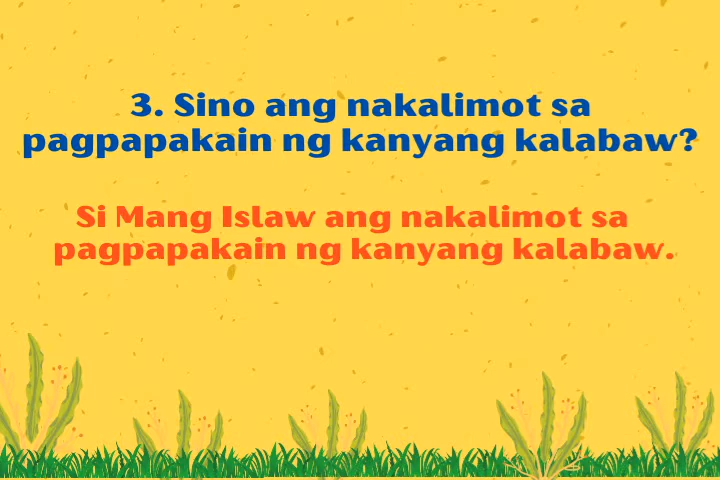 3. Sino ang nakalimot sa
pagpapakain ng kanyang kalabaw?
Si Mang Islaw ang nakalimot sa
pagpapakain ng kanyang kalabaw.